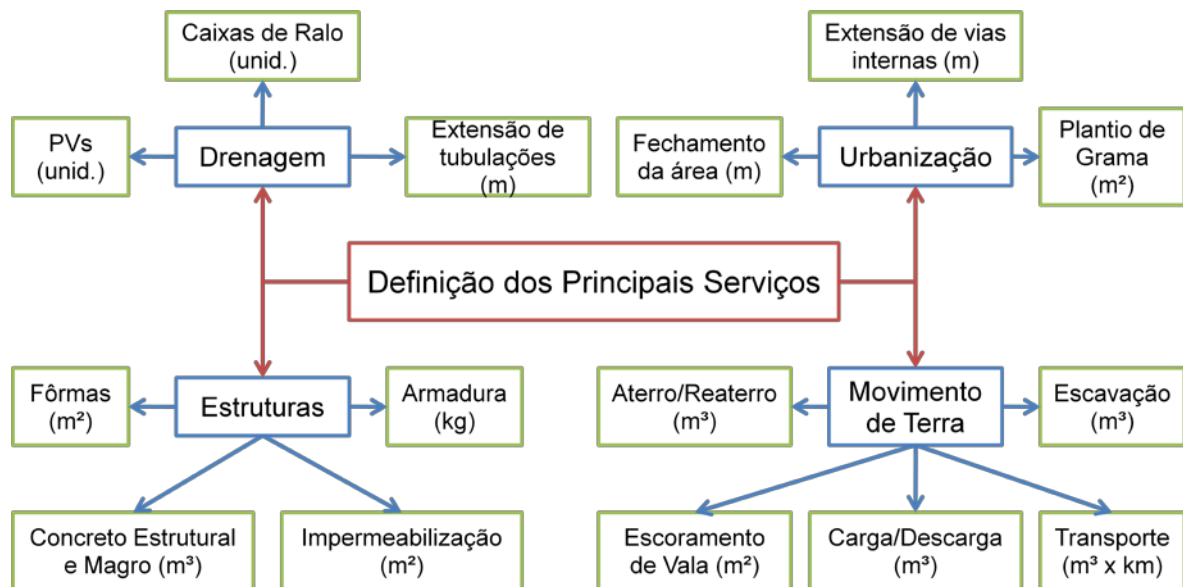 Caixas de Ralo
(unid.)
Extensão de vias
internas (m)
PVs
(unid.)
Drenagem
Extensão de
tubulações
(m)
Fechamento
da área (m)
Urbanização
Plantio de
Grama
(m²)
Definição dos Principais Serviços
Fôrmas
(m²)
Estruturas
Armadura
(kg)
Aterro/Reaterro
(m³)
Movimento
de Terra
Escavação
(m³)
Concreto Estrutural
e Magro (m³)
Impermeabilização
(m²)
Escoramento
de Vala (m²)
Carga/Descarga
(m³)
Transporte
(m³ x km)